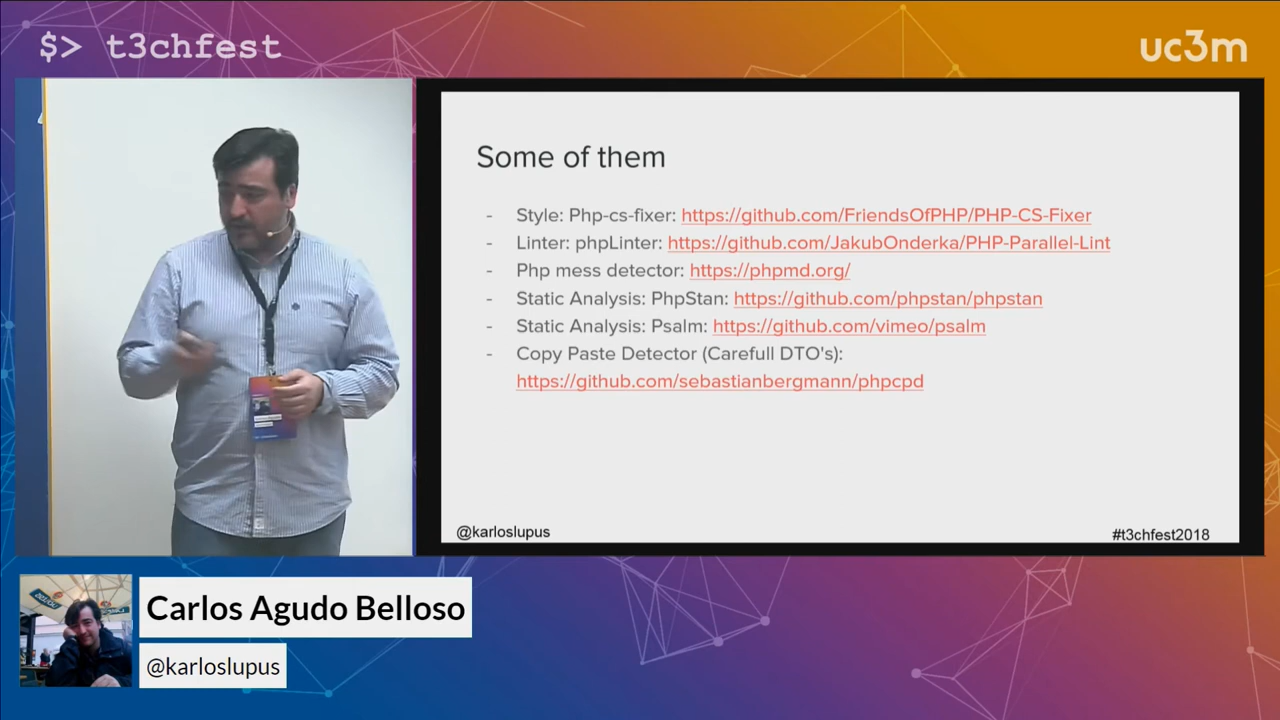 $> t3chfest
uc3m
Some of them
- Style: Php-cs-fixer: https://github.com/FriendsOfPHP/PHP-CS-Fixer
- Linter: phpLinter: https://github.com/JakubOnderka/PHP-Parallel-Lint
- Php mess detector: https://phpmd.org/
- Static Analysis: PhpStan: https://github.com/phpstan/phpstan
- Static Analysis: Psalm: https://github.com/vimeo/psalm
- Copy Paste Detector (Carefull DTO's):
https://github.com/sebastianbergmann/phpcpd
@karloslupus
#t3chfest2018
Carlos Agudo Belloso
@karloslupus